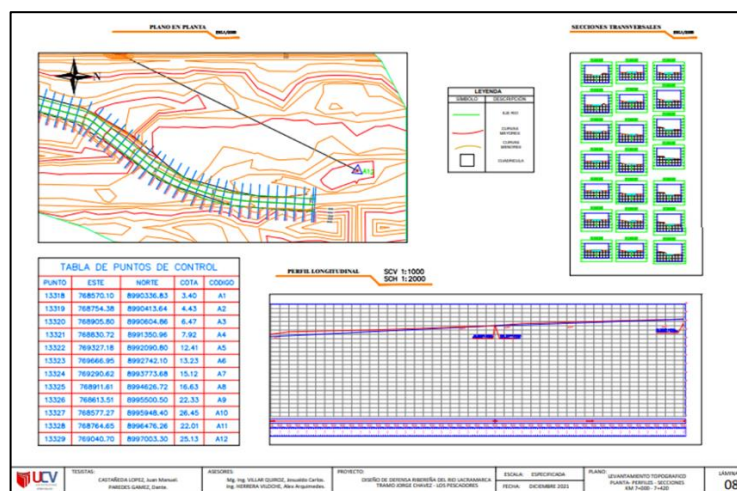 PLANO EN PLANTA
SECCIONES TRANSVERSALES
N
LEYENDA
SÍMBOLO DESCRIPCION
EJE RIO
CURVAS MAYORES
CURVAS MENORES
CUADRICULA
TABLA DE PUNTOS DE CONTROL
PUNTO ESTE NORTE COTA CODIGO
13318 768570.10 8990336.83 3.40 A1
13319 768754.38 8990413.64 4.43 A2
13320 768905.80 8990604.86 6.47 A3
13321 768830.72 8991350.96 7.92 A4
13322 769327.18 8992090.80 12.41 A5
13323 769666.95 8992742.10 13.23 A6
13324 769290.62 8993773.68 15.12 A7
13325 768911.61 8994626.72 16.63 A8
13326 768613.51 8995500.50 22.33 A9
13327 768577.27 8995948.40 26.45 A10
13328 768764.65 8996476.26 22.01 A11
13329 769040.70 8997003.30 25.13 A12
PERFIL LONGITUDINAL
SCV 1:1000
SCH 1:2000
UCV
TESISTAS:
CASTAÑEDA LOPEZ, Juan Manuel.
PAREDES GAMEZ, Dante.
ASESORES:
Mg. Ing. VILLAR QUIROZ, Josualdo Carlos.
Ing. HERRERA VILOCHE, Alex Arquimedes.
PROYECTO:
DISEÑO DE DEFENSA RIBEREÑA DEL REI LACRAMARCA
TRAMO JORGE CHAVEZ - LOS PESCADORES
ESCALA: ESPECIFICADA
FECHA: DICIEMBRE 2021
PLANO:
LEVANTAMIENTO TOPOGRAFICO
PLANTA- PERFILES - SECCIONES
KM 7+000 - 7+420
LÁMINA
08